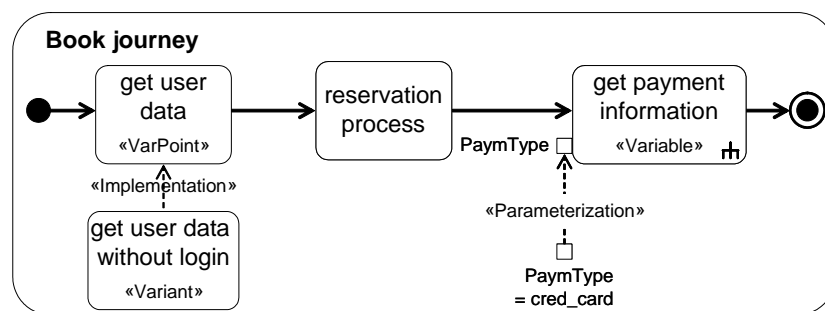 Book journey
get user
data
«VarPoint»
reservation
process
get payment
information
«Variable»
PaymType
«Implementation»
«Parameterization»
get user data
without login
«Variant»
PaymType
= cred_card